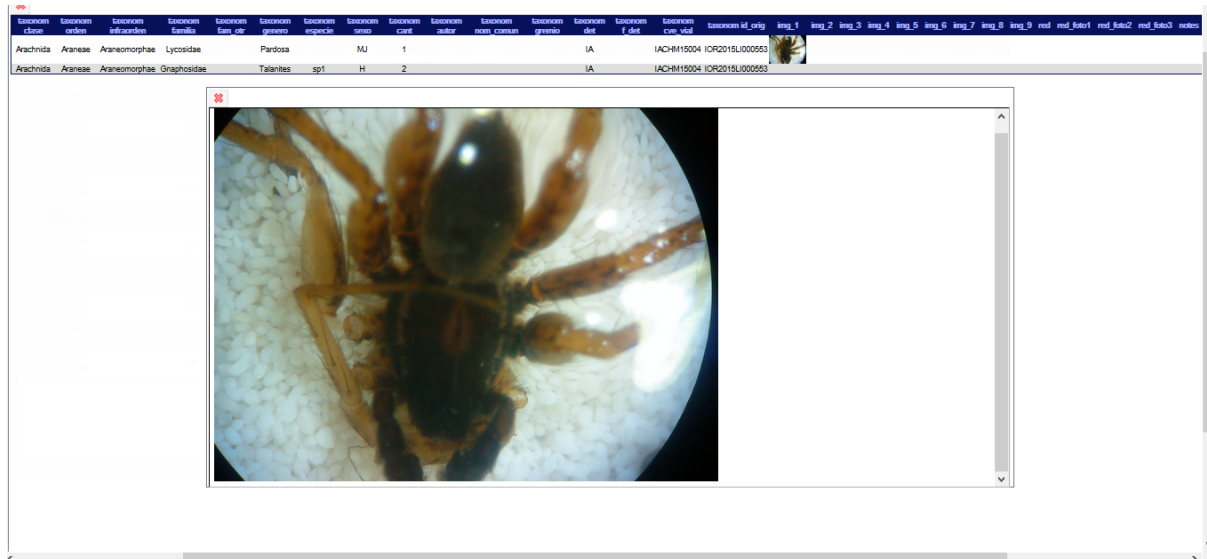 taxonom clase taxonom orden taxonom infraorden taxonom familia taxonom fam_otr taxonom genero taxonom especie taxonom sexo taxonom cant taxonom autor taxonom nom_comun taxonom gremio taxonom det taxonom f_det taxonom cve_vial taxonom id_orig img_1 img_2 img_3 img_4 img_5 img_6 img_7 img_8 img_9 red red_foto1 red_foto2 red_foto3 notes
Arachnida Araneae Araneomorphae Lycosidae Pardosa MJ 1 IA IACHM15004 IOR2015LI000553
Arachnida Araneae Araneomorphae Gnaphosidae Talanites sp1 H 2 IA IACHM15004 IOR2015LI000553